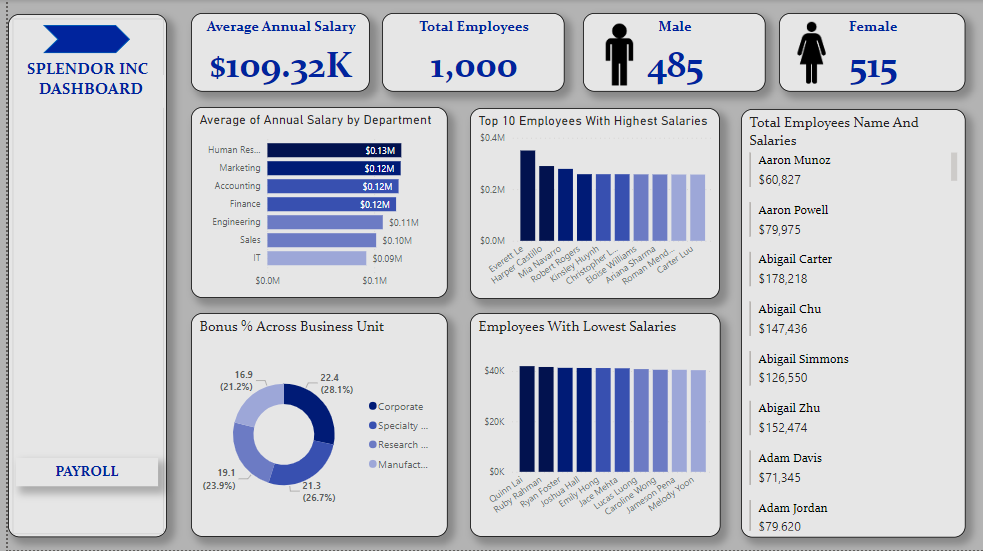 SPLENDOR INC
DASHBOARD
PAYROLL
Average Annual Salary
$109.32K
Total Employees
1,000
Male
485
Female
515
Average of Annual Salary by Department
Human Res...
$0.13M
Marketing
$0.12M
Accounting
$0.12M
Finance
$0.12M
Engineering
$0.11M
Sales
$0.10M
IT
$0.09M
$0.0M
$0.1M
Top 10 Employees With Highest Salaries
$0.4M
$0.2M
$0.0M
Everett Le
Harper Castillo
Mia Navarro
Robert Rogers
Kinsley Huynh
Christopher L...
Eloise Williams
Ariana Sharma
Roman Mend...
Carter Luu
Total Employees Name And
Salaries
Aaron Munoz
$60,827
Aaron Powell
$79,975
Abigail Carter
$178,218
Abigail Chu
$147,436
Abigail Simmons
$126,550
Abigail Zhu
$152,474
Adam Davis
$71,345
Adam Jordan
$79,620
Bonus % Across Business Unit
16.9
(21.2%)
22.4
(28.1%)
19.1
(23.9%)
21.3
(26.7%)
Corporate
Specialty ...
Research ...
Manufact...
Employees With Lowest Salaries
$40K
$20K
$0K
Quinn Lai
Ruby Rahman
Ryan Foster
Joshua Hall
Emily Hong
Jace Mehta
Lucas Luong
Caroline Wong
Jameson Pena
Melody Yoon